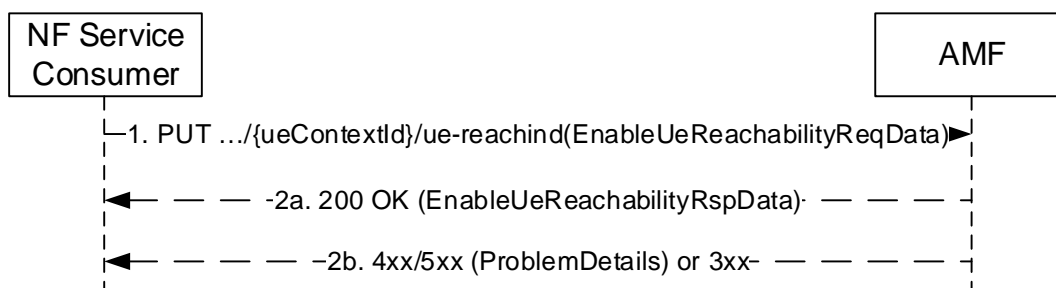 NF Service
Consumer
AMF
1. PUT …/{ueContextId}/ue-reachind(EnableUeReachabilityReqData)
2a. 200 OK (EnableUeReachabilityRspData)
2b. 4xx/5xx (ProblemDetails) or 3xx